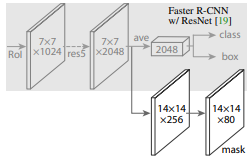 Faster R-CNN
w/ ResNet [19]
RoI
7×7
×1024
res5
7×7
×2048
ave
2048
class
box
14×14
×256
14×14
×80
mask